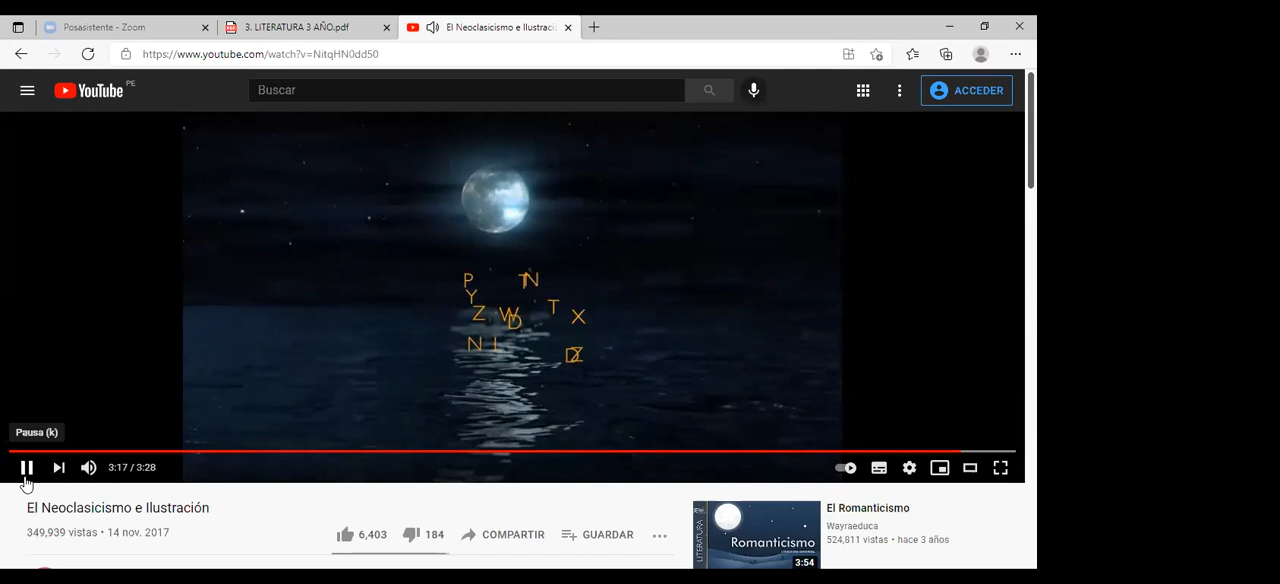 Posasistente - Zoom
3. LITERATURA 3 AÑO.pdf
El Neoclasicismo e Ilustraci
https://www.youtube.com/watch?v=NitqHN0dd50
YouTube PE
Buscar
ACCEDER
P T N
Y
Z W D T X
N I D Z
Pausa (k)
3:17 / 3:28
El Neoclasicismo e Ilustración
349,939 vistas • 14 nov. 2017
6,403
184
COMPARTIR
GUARDAR
LITERATURA
Romanticismo
3:54
El Romanticismo
Wayraeduca
524,811 vistas • hace 3 años